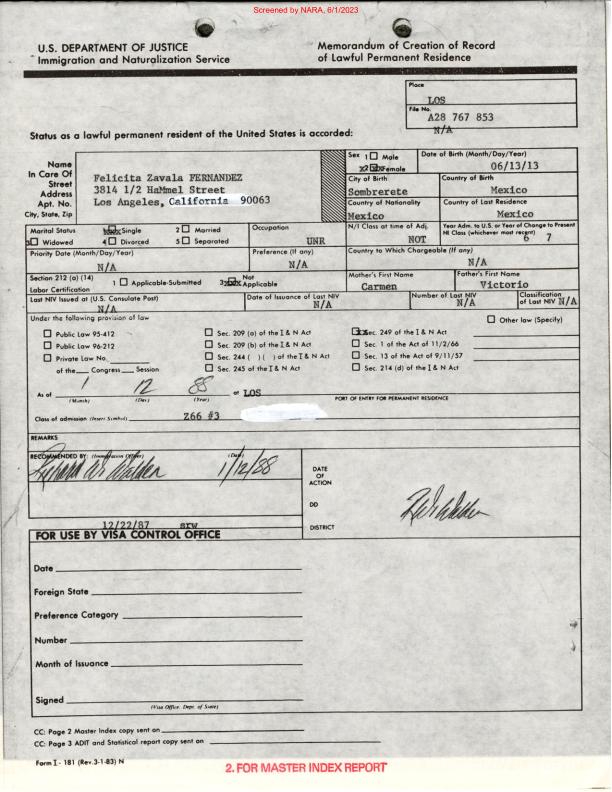 Screened by NARA, 6/1/2023
U.S. DEPARTMENT OF JUSTICE
Immigration and Naturalization Service
Memorandum of Creation of Record
of Lawful Permanent Residence
Place
LOS
File No.
A28 767 853
N/A
Status as a lawful permanent resident of the United States is accorded:
Name
In Care Of
Street
Address
Apt. No.
City, State, Zip
Felicita Zavala FERNANDEZ
3814 1/2 HaMmel Street
Los Angeles, California 90063
Sex 1 Male
Female
Date of Birth (Month/Day/Year)
06/13/13
City of Birth
Sombrerete
Country of Birth
Mexico
Country of Nationality
Mexico
Country of Last Residence
Mexico
Marital Status Single 2 Married
3 Widowed 4 Divorced 5 Separated
Occupation
UNR
N/I Class at time of Adj.
NOT
Year Adm. to U.S. or Year of Change to Present
NI Class (whichever most recent)
6 7
Priority Date (Month/Day/Year)
N/A
Preference (If any)
N/A
Country to Which Chargeable (If any)
N/A
Section 212 (a) (14)
Labor Certification
1 Applicable-Submitted
Not
Applicable
Mother's First Name
Carmen
Father's First Name
Victorio
Last NIV Issued at (U.S. Consulate Post)
N/A
Date of Issuance of Last NIV
N/A
Number of Last NIV
N/A
Classification
of Last NIV N/A
Under the following provision of law
Other law (Specify)
Public Law 95-412
Public Law 96-212
Private Law No.
of the Congress Session
Sec. 209 (a) of the I & N Act
Sec. 209 (b) of the I & N Act
Sec. 244 ( ) ( ) of the I & N Act
Sec. 245 of the I & N Act
Sec. 249 of the I & N Act
Sec. 1 of the Act of 11/2/66
Sec. 13 of the Act of 9/11/57
Sec. 214 (d) of the I & N Act
As of 1 12 88 at LOS
(Month) (Day) (Year)
PORT OF ENTRY FOR PERMANENT RESIDENCE
Class of admission (Insert Symbol) Z66 #3
REMARKS
RECOMMENDED BY: (Immigration Officer) (Date)
Richard W. Walden 1/12/88
DATE
OF
ACTION
DD
DISTRICT
12/22/87 srw
FOR USE BY VISA CONTROL OFFICE
Date
Foreign State
Preference Category
Number
Month of Issuance
Signed
(Visa Office, Dept. of State)
CC: Page 2 Master Index copy sent on
CC: Page 3 ADIT and Statistical report copy sent on
Form I - 181 (Rev.3-1-83) N
2. FOR MASTER INDEX REPORT